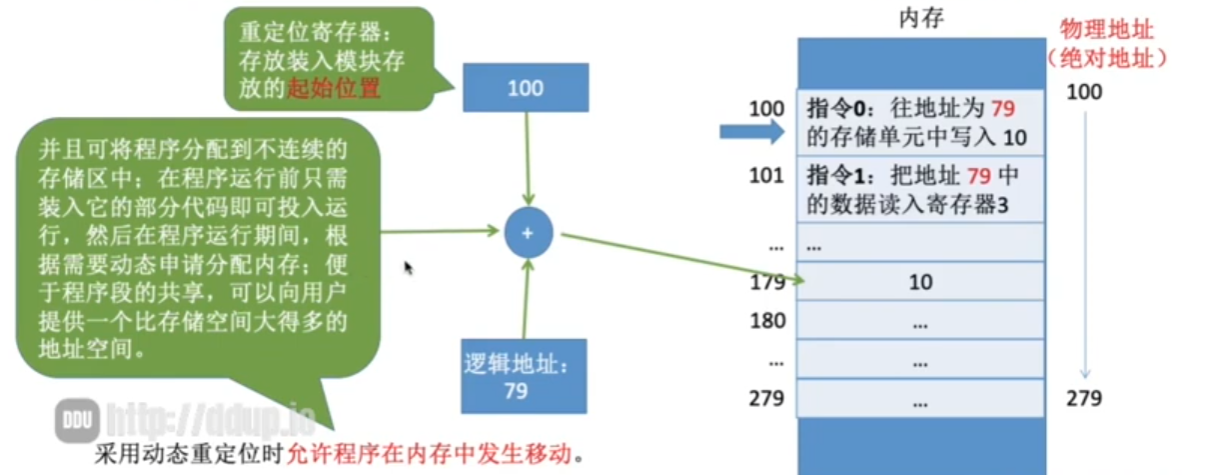 重定位寄存器：
存放装入模块存
放的起始位置
100
并且可将程序分配到不连续的
存储区中；在程序运行前只需
装入它的部分代码即可投入运
行，然后在程序运行期间，根
据需要动态申请分配内存；便
于程序段的共享，可以向用户
提供一个比存储空间大得多的
地址空间。
+
逻辑地址：
79
DDU http://ddup.io
采用动态重定位时允许程序在内存中发生移动。
内存
物理地址
（绝对地址）
100
100
指令0：往地址为 79
的存储单元中写入 10
101
指令1：把地址 79 中
的数据读入寄存器3
... ...
179 10
180 ...
... ...
279 ...
279